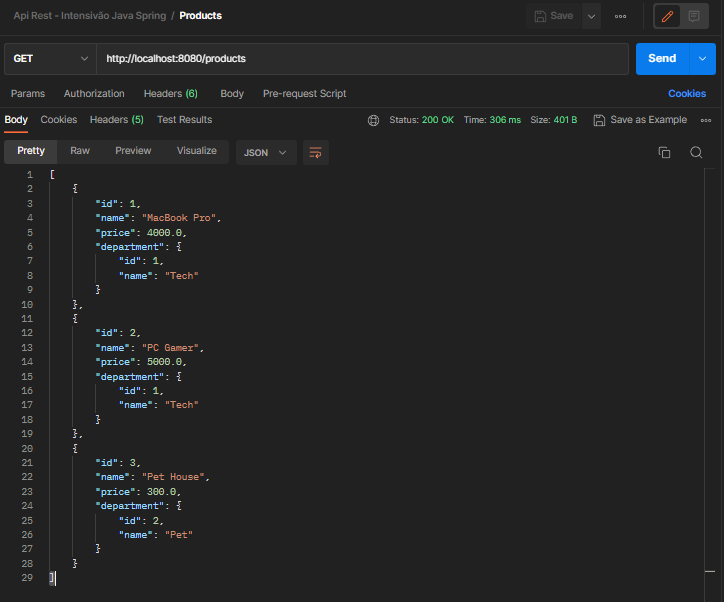 Api Rest - Intensivão Java Spring / Products
Save
GET http://localhost:8080/products Send
Params Authorization Headers (6) Body Pre-request Script Cookies
Body Cookies Headers (5) Test Results Status: 200 OK Time: 306 ms Size: 401 B Save as Example
Pretty Raw Preview Visualize JSON
1 [
2 {
3 "id": 1,
4 "name": "MacBook Pro",
5 "price": 4000.0,
6 "department": {
7 "id": 1,
8 "name": "Tech"
9 }
10 },
11 {
12 "id": 2,
13 "name": "PC Gamer",
14 "price": 5000.0,
15 "department": {
16 "id": 1,
17 "name": "Tech"
18 }
19 },
20 {
21 "id": 3,
22 "name": "Pet House",
23 "price": 300.0,
24 "department": {
25 "id": 2,
26 "name": "Pet"
27 }
28 }
29 ]